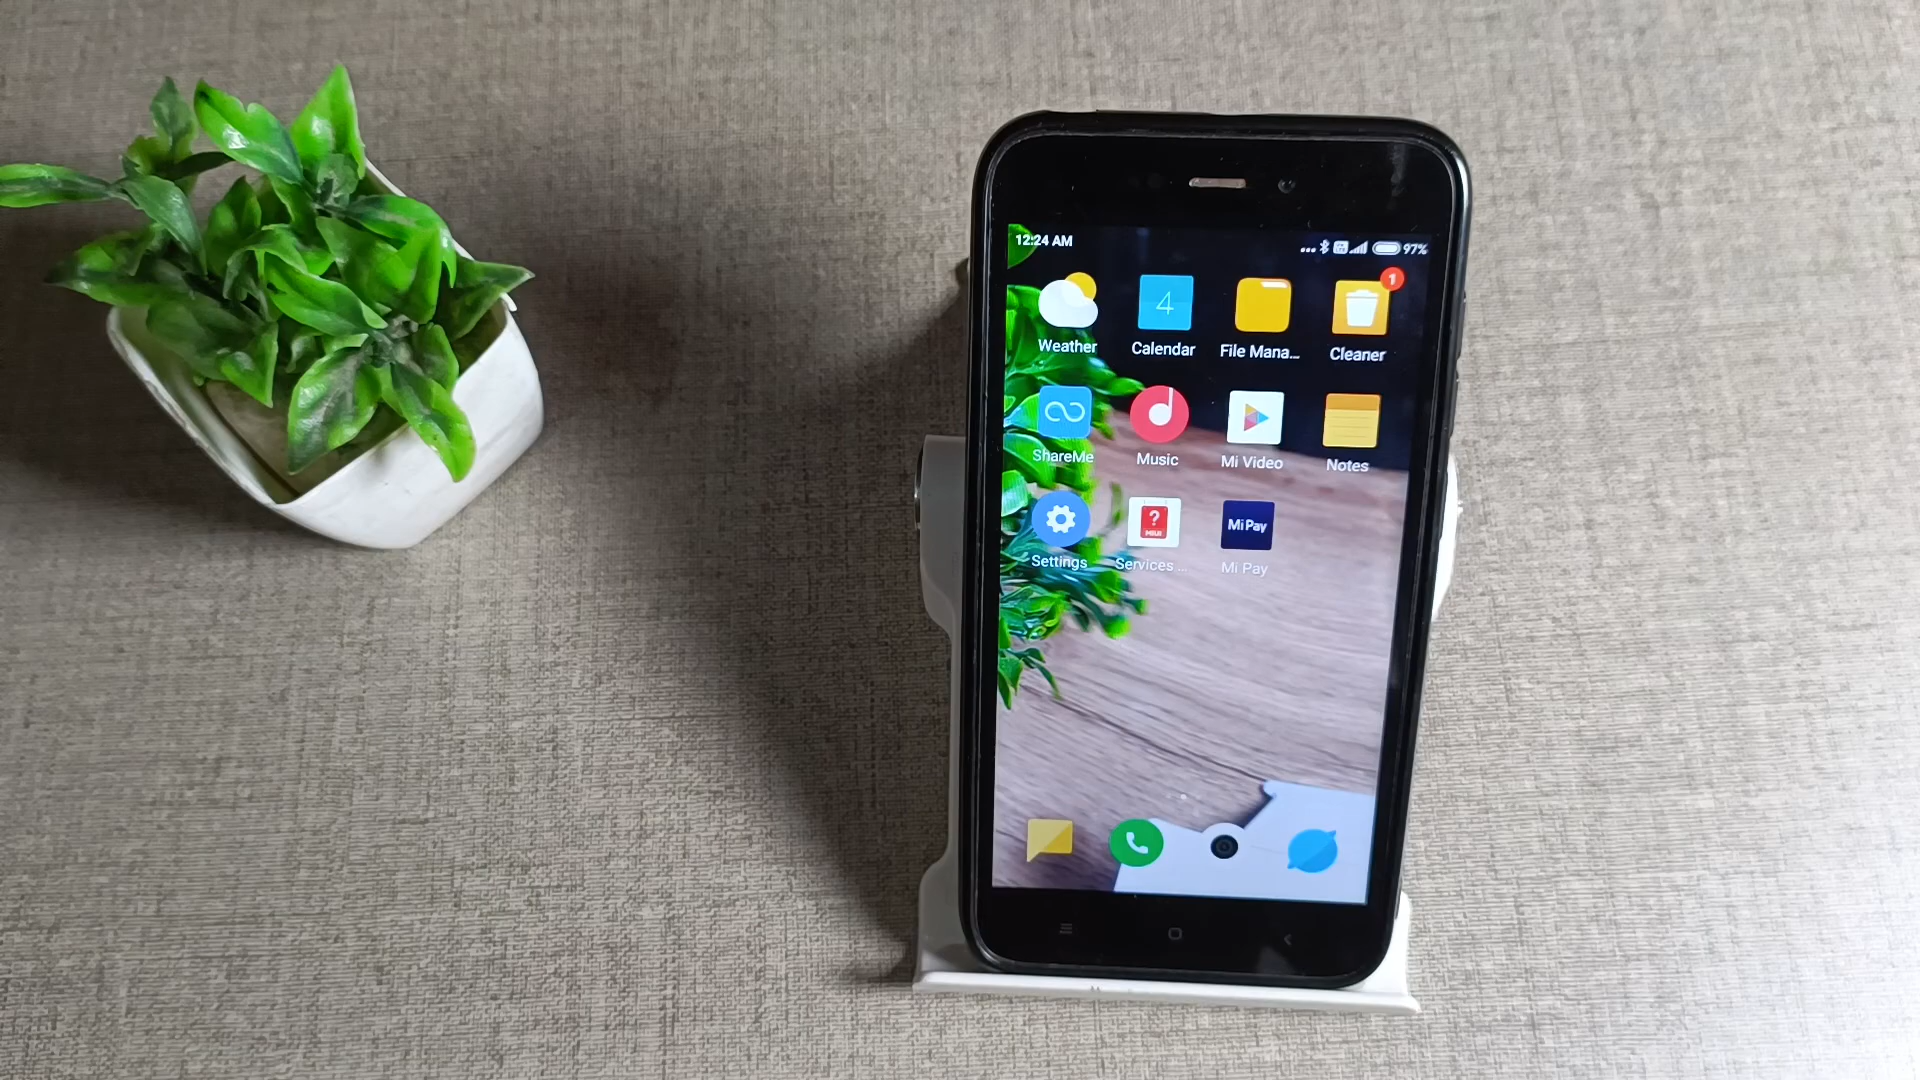 12:24 AM 97%
1
4
Weather Calendar File Mana... Cleaner
ShareMe Music Mi Video Notes
?
MIUI
Mi Pay
Settings Services ... Mi Pay